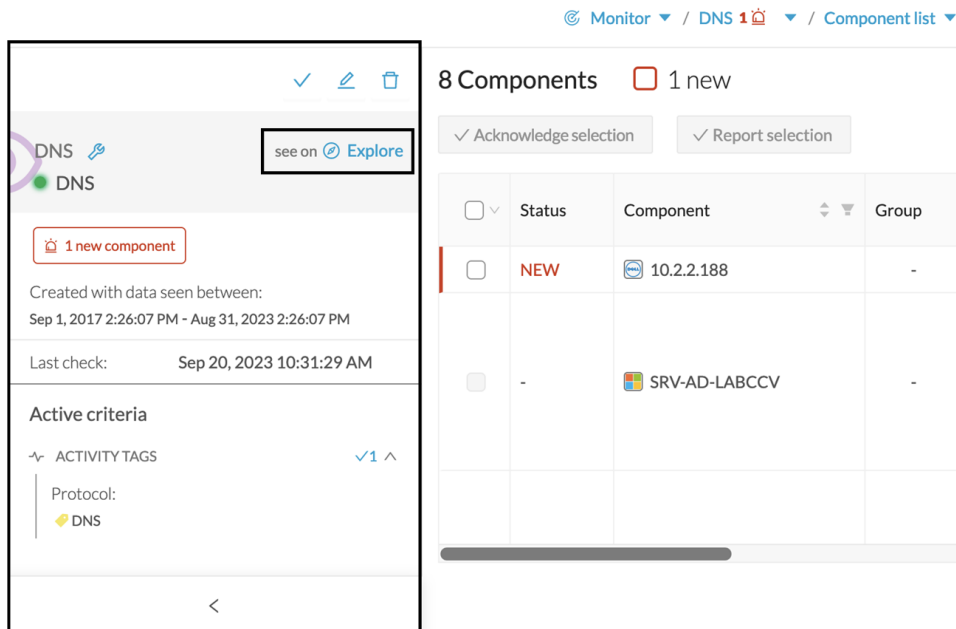 Monitor / DNS 1 / Component list
DNS
see on Explore
DNS
1 new component
Created with data seen between:
Sep 1, 2017 2:26:07 PM - Aug 31, 2023 2:26:07 PM
Last check: Sep 20, 2023 10:31:29 AM
Active criteria
ACTIVITY TAGS 1
Protocol:
DNS
8 Components 1 new
Acknowledge selection Report selection
Status Component Group
NEW DELL 10.2.2.188 -
- SRV-AD-LABCCV -